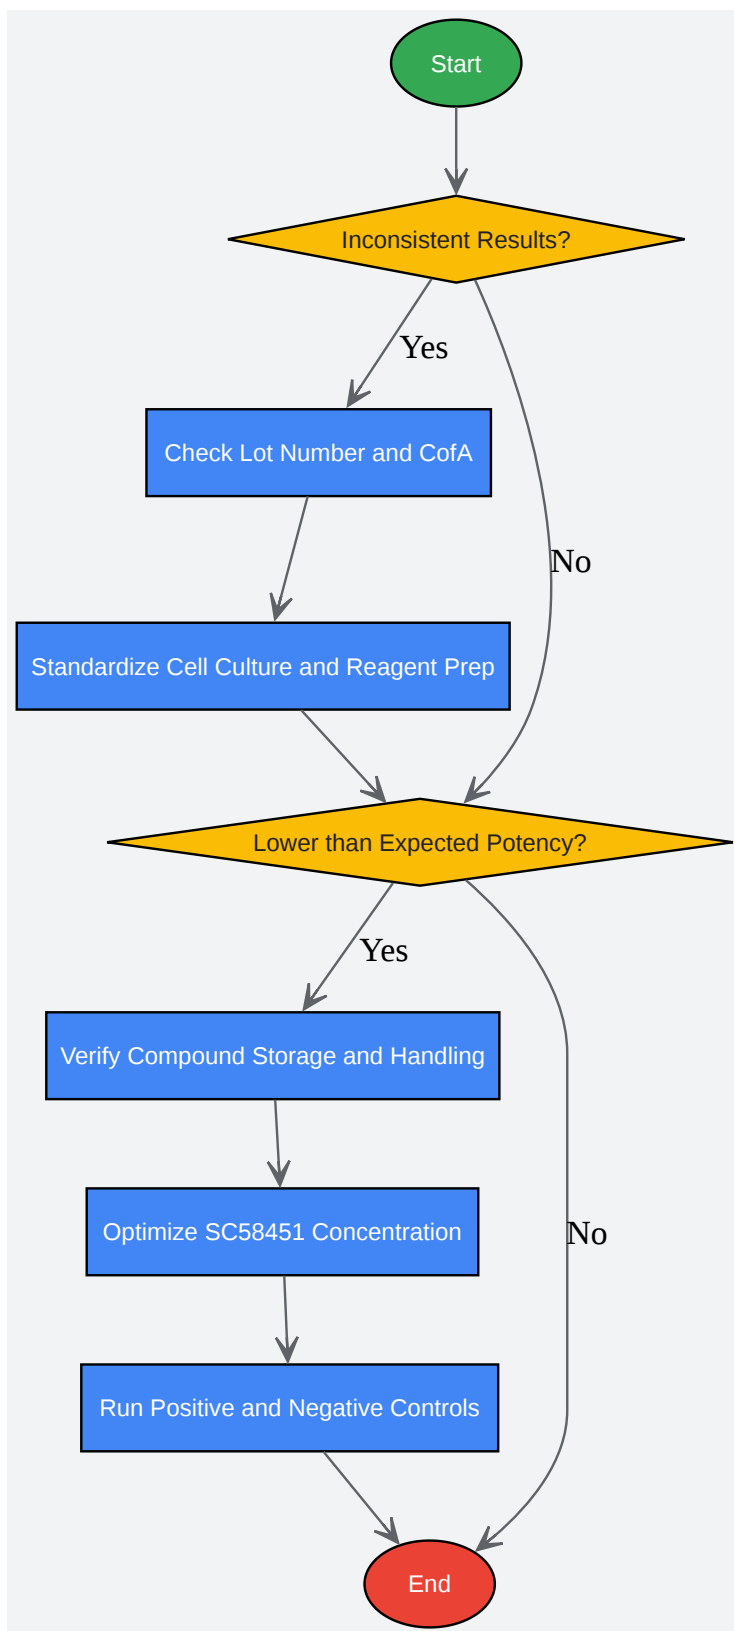 Start
Inconsistent Results?
Yes
Check Lot Number and CofA
No
Standardize Cell Culture and Reagent Prep
Lower than Expected Potency?
Yes
Verify Compound Storage and Handling
Optimize SC58451 Concentration
No
Run Positive and Negative Controls
End